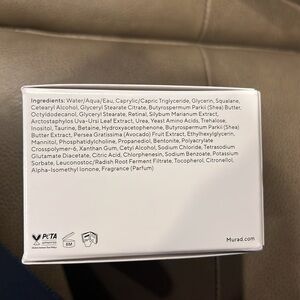 Ingredients: Water/Aqua/Eau, Caprylic/Capric Triglyceride, Glycerin, Squalane,
Cetearyl Alcohol, Glyceryl Stearate Citrate, Butyrospermum Parkii (Shea) Butter,
Octyldodecanol, Glyceryl Stearate, Retinal, Silybum Marianum Extract,
Arctostaphylos Uva-Ursi Leaf Extract, Urea, Yeast Amino Acids, Trehalose,
Inositol, Taurine, Betaine, Hydroxyacetophenone, Butyrospermum Parkii (Shea)
Butter Extract, Persea Gratissima (Avocado) Fruit Extract, Ethylhexylglycerin,
Mannitol, Phosphatidylcholine, Propanediol, Bentonite, Polyacrylate
Crosspolymer-6, Xanthan Gum, Cetyl Alcohol, Sodium Chloride, Tetrasodium
Glutamate Diacetate, Citric Acid, Chlorphenesin, Sodium Benzoate, Potassium
Sorbate, Leuconostoc/Radish Root Ferment Filtrate, Tocopherol, Citronellol,
Alpha-Isomethyl Ionone, Fragrance (Parfum)
PETA
6M
Murad.com